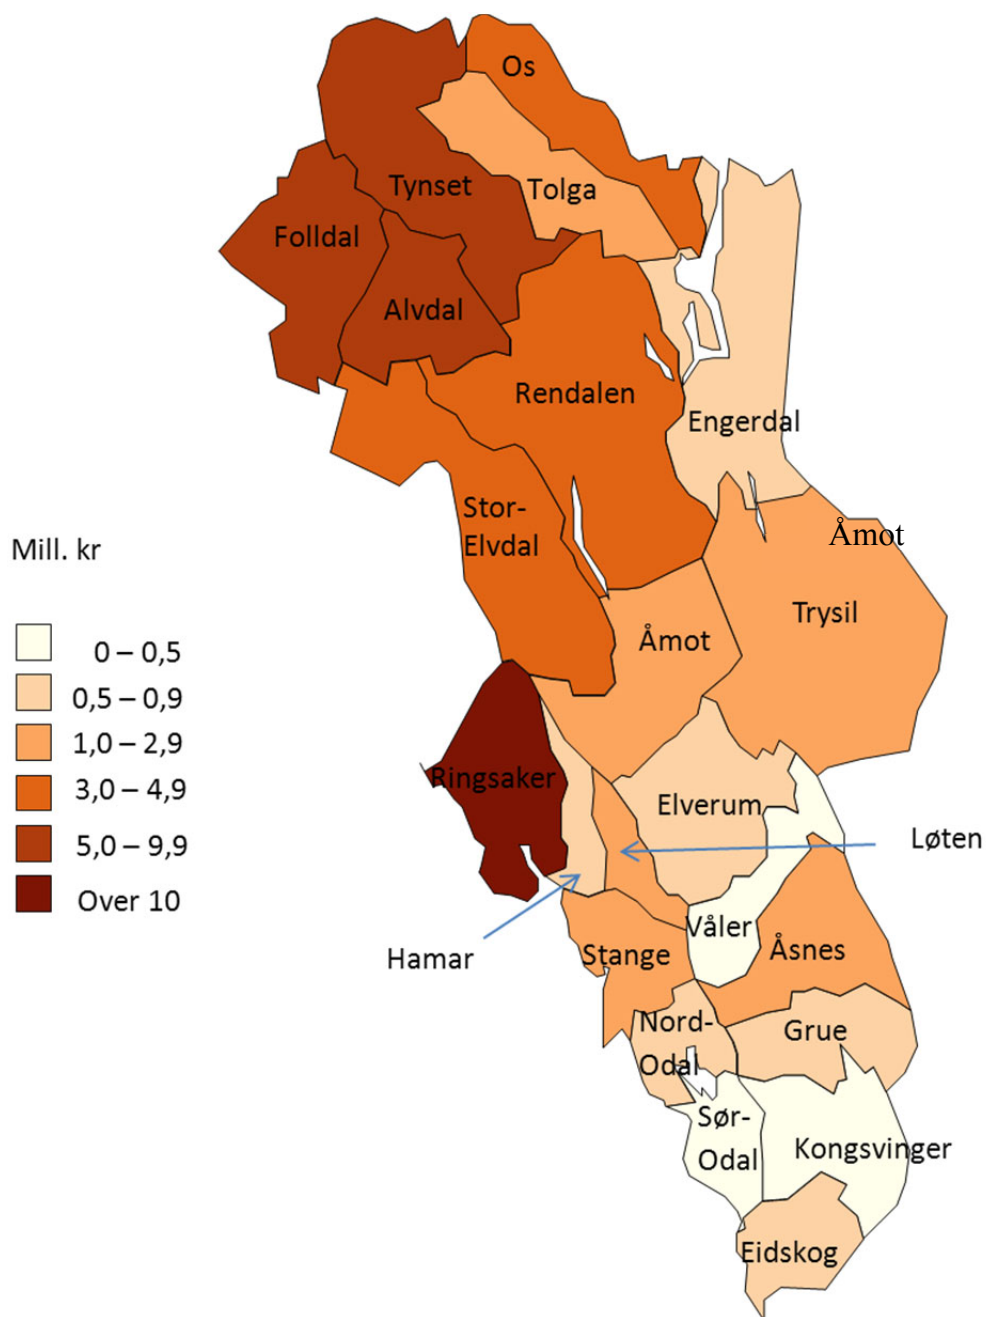 Os
Tynset
Tolga
Folldal
Alvdal
Rendalen
Engerdal
Stor-
Elvdal
Åmot
Mill. kr
Trysil
Åmot
0 – 0,5
0,5 – 0,9
1,0 – 2,9
3,0 – 4,9
5,0 – 9,9
Over 10
Ringsaker
Elverum
Løten
Hamar
Våler
Stange
Åsnes
Nord-
Odal
Grue
Sør-
Odal
Kongsvinger
Eidskog